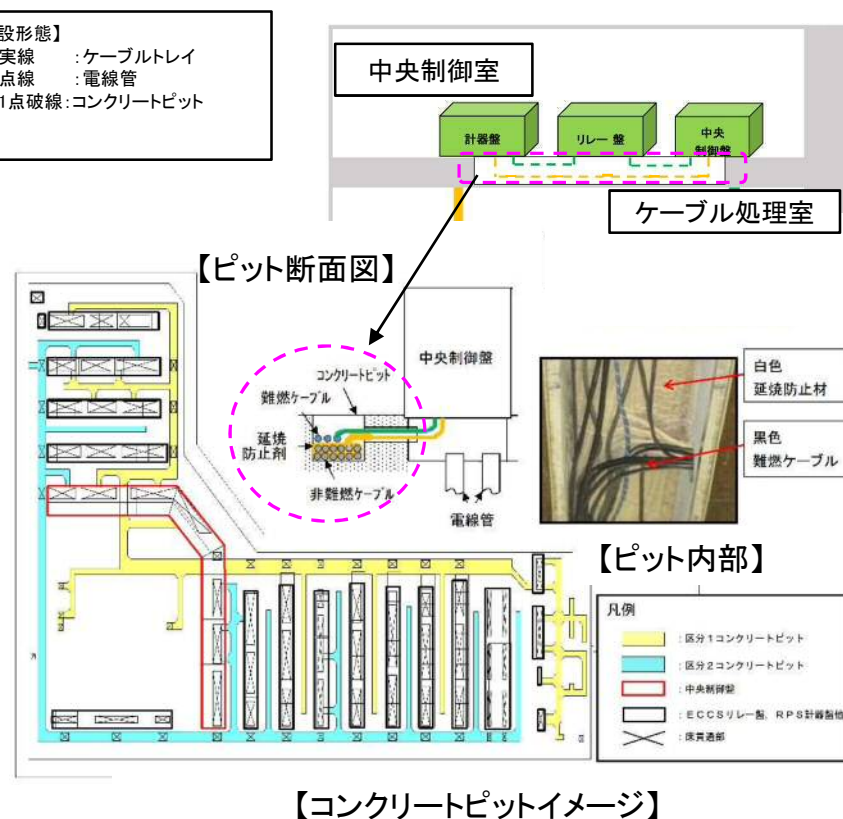 設形態】
実線 :ケーブルトレイ
点線 :電線管
1点破線:コンクリートピット
中央制御室
計器盤
リレー 盤
中央
制御盤
ケーブル処理室
【ピット断面図】
中央制御盤
コンクリートピット
難燃ケーブル
延焼
防止剤
非難燃ケーブル
電線管
白色
延焼防止材
黒色
難燃ケーブル
【ピット内部】
凡例
:区分1コンクリートピット
:区分2コンクリートピット
:中央制御盤
:ECCSリレー盤、RPS計器盤他
:床貫通部
【コンクリートピットイメージ】